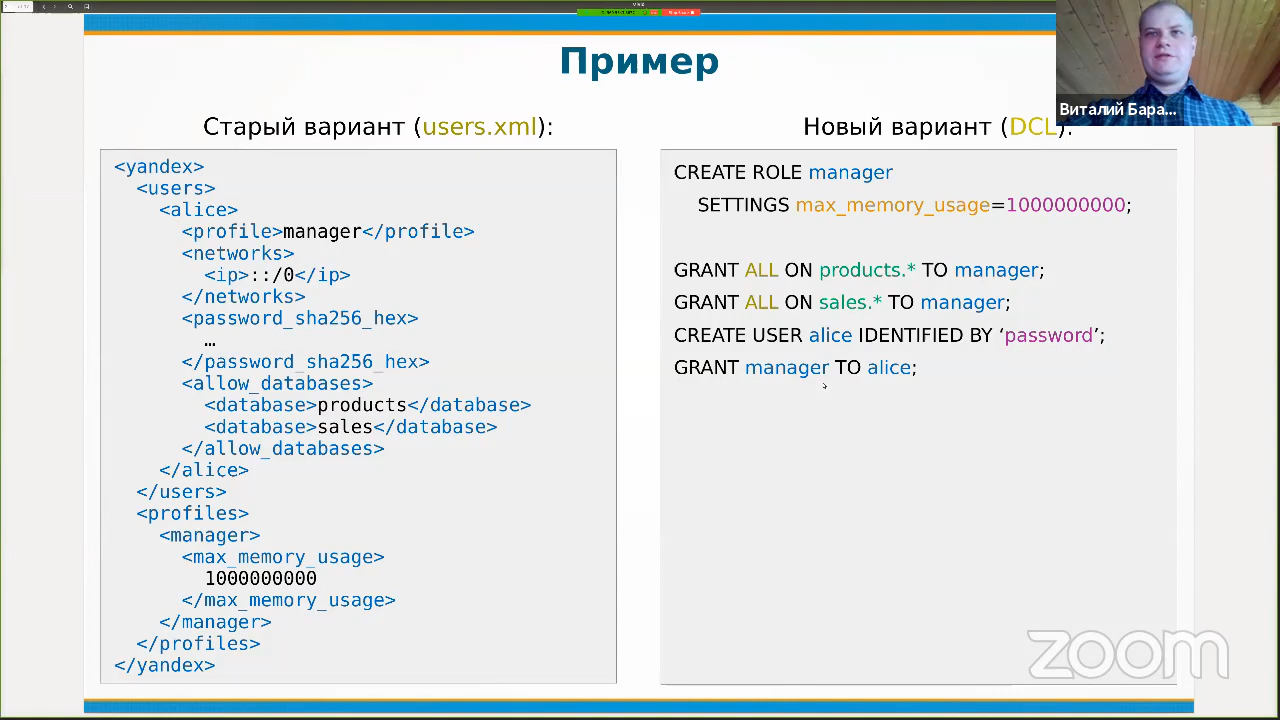 Пример
Виталий Бара...
Старый вариант (users.xml):
<yandex>
<users>
<alice>
<profile>manager</profile>
<networks>
<ip>::/0</ip>
</networks>
<password_sha256_hex>
…
</password_sha256_hex>
<allow_databases>
<database>products</database>
<database>sales</database>
</allow_databases>
</alice>
</users>
<profiles>
<manager>
<max_memory_usage>
1000000000
</max_memory_usage>
</manager>
</profiles>
</yandex>
Новый вариант (DCL):
CREATE ROLE manager
SETTINGS max_memory_usage=1000000000;
GRANT ALL ON products.* TO manager;
GRANT ALL ON sales.* TO manager;
CREATE USER alice IDENTIFIED BY ‘password’;
GRANT manager TO alice;
zoom